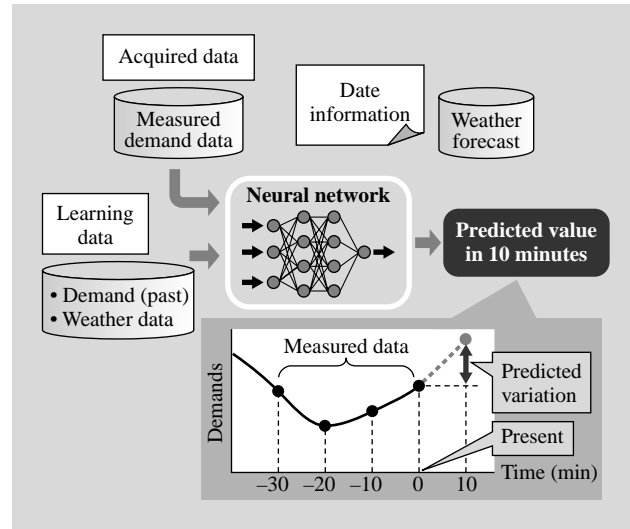 Acquired data
Measured
demand data
Date
information
Weather
forecast
Learning
data
• Demand (past)
• Weather data
Neural network
Predicted value
in 10 minutes
Demands
Measured data
Predicted
variation
Present
–30
–20
–10
0
10
Time (min)